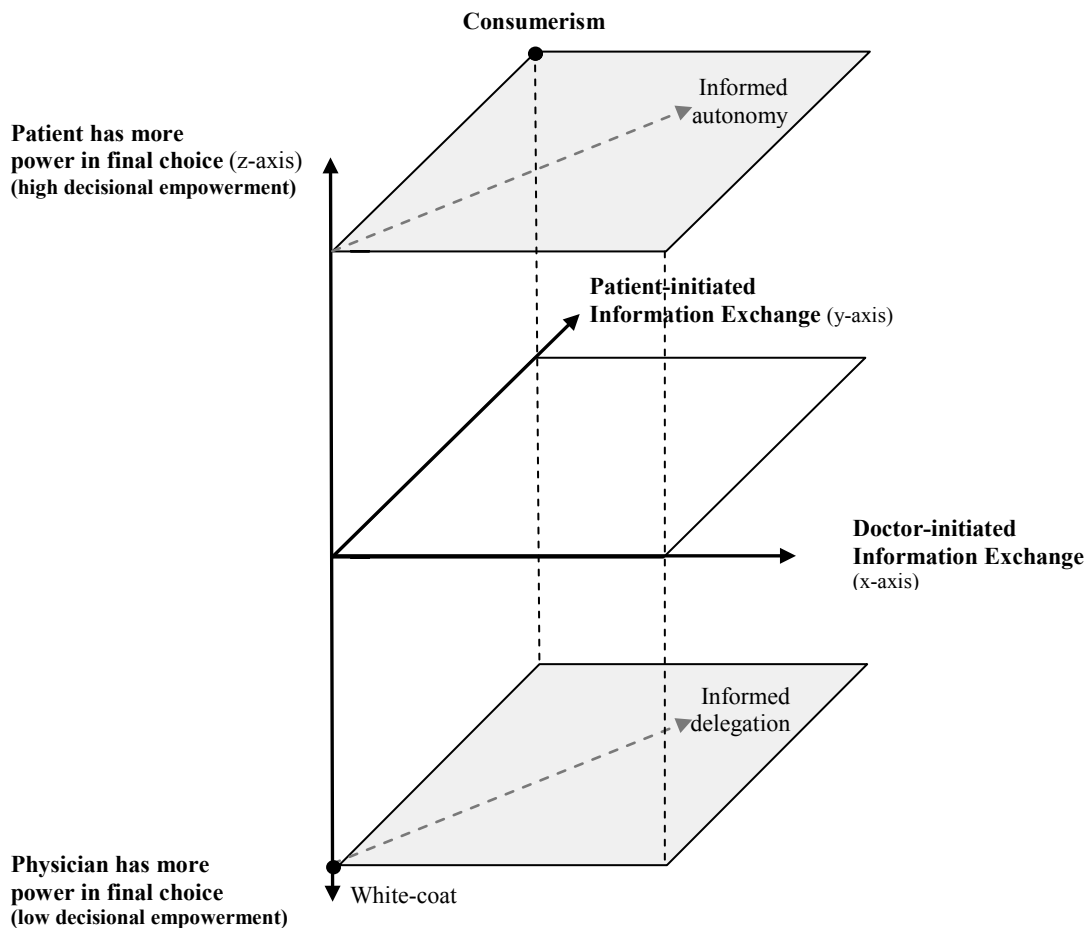 Consumerism
Informed
autonomy
Patient has more
power in final choice (z-axis)
(high decisional empowerment)
Patient-initiated
Information Exchange (y-axis)
Doctor-initiated
Information Exchange
(x-axis)
Informed
delegation
Physician has more
power in final choice
(low decisional empowerment)
White-coat